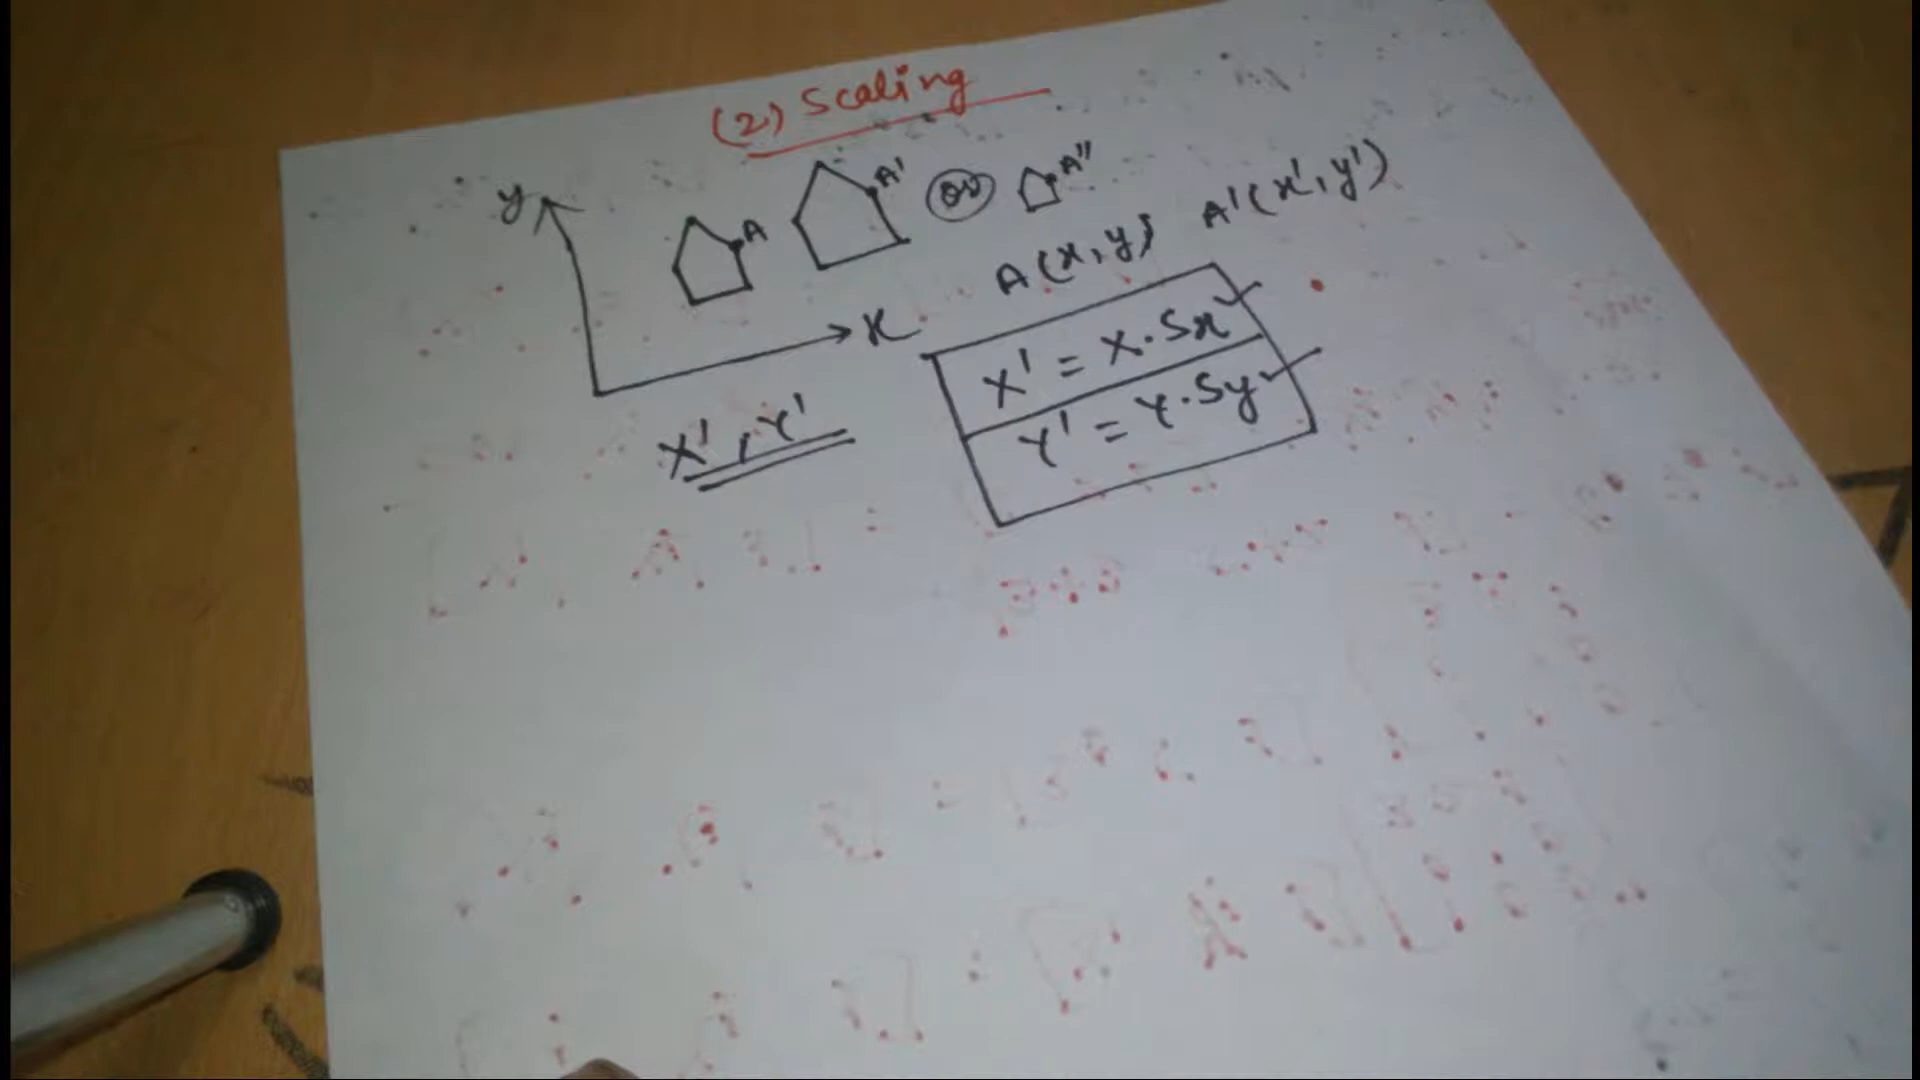 (2) Scaling
y
A
A'
or
A"
A(x,y)
A'(x',y')
x
X' = X.Sx
Y' = Y.Sy
X', Y'